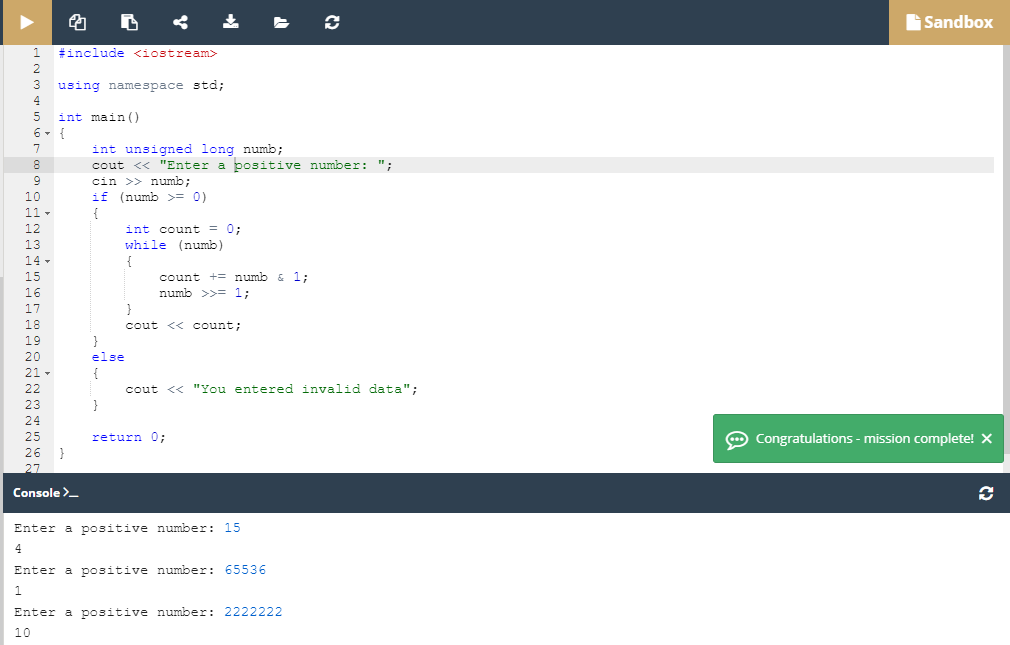 Sandbox
1 #include <iostream>
2
3 using namespace std;
4
5 int main()
6 {
7     int unsigned long numb;
8     cout << "Enter a positive number: ";
9     cin >> numb;
10     if (numb >= 0)
11     {
12         int count = 0;
13         while (numb)
14         {
15             count += numb & 1;
16             numb >>= 1;
17         }
18         cout << count;
19     }
20     else
21     {
22         cout << "You entered invalid data";
23     }
24
25     return 0;
26 }
27
Congratulations - mission complete! ×
Console >_
Enter a positive number: 15
4
Enter a positive number: 65536
1
Enter a positive number: 2222222
10